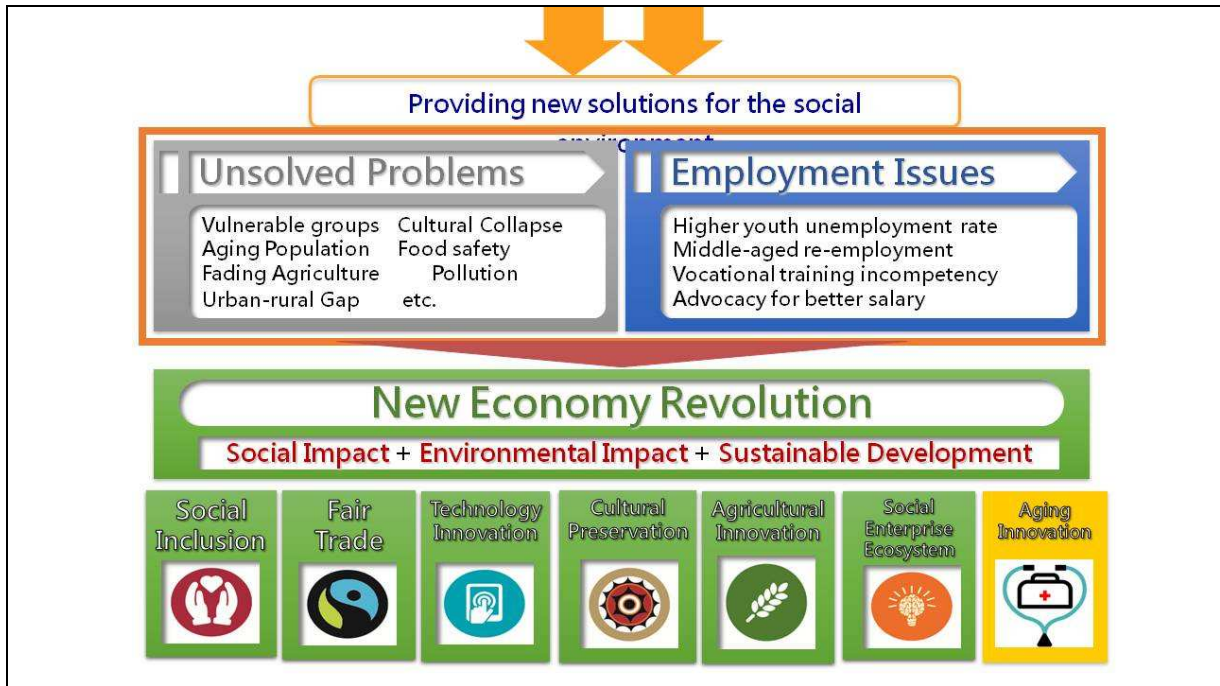 Providing new solutions for the social
environment
Unsolved Problems
Vulnerable groups Cultural Collapse
Aging Population Food safety
Fading Agriculture Pollution
Urban-rural Gap etc.
Employment Issues
Higher youth unemployment rate
Middle-aged re-employment
Vocational training incompetency
Advocacy for better salary
New Economy Revolution
Social Impact + Environmental Impact + Sustainable Development
Social
Inclusion
Fair
Trade
Technology
Innovation
Cultural
Preservation
Agricultural
Innovation
Social
Enterprise
Ecosystem
Aging
Innovation